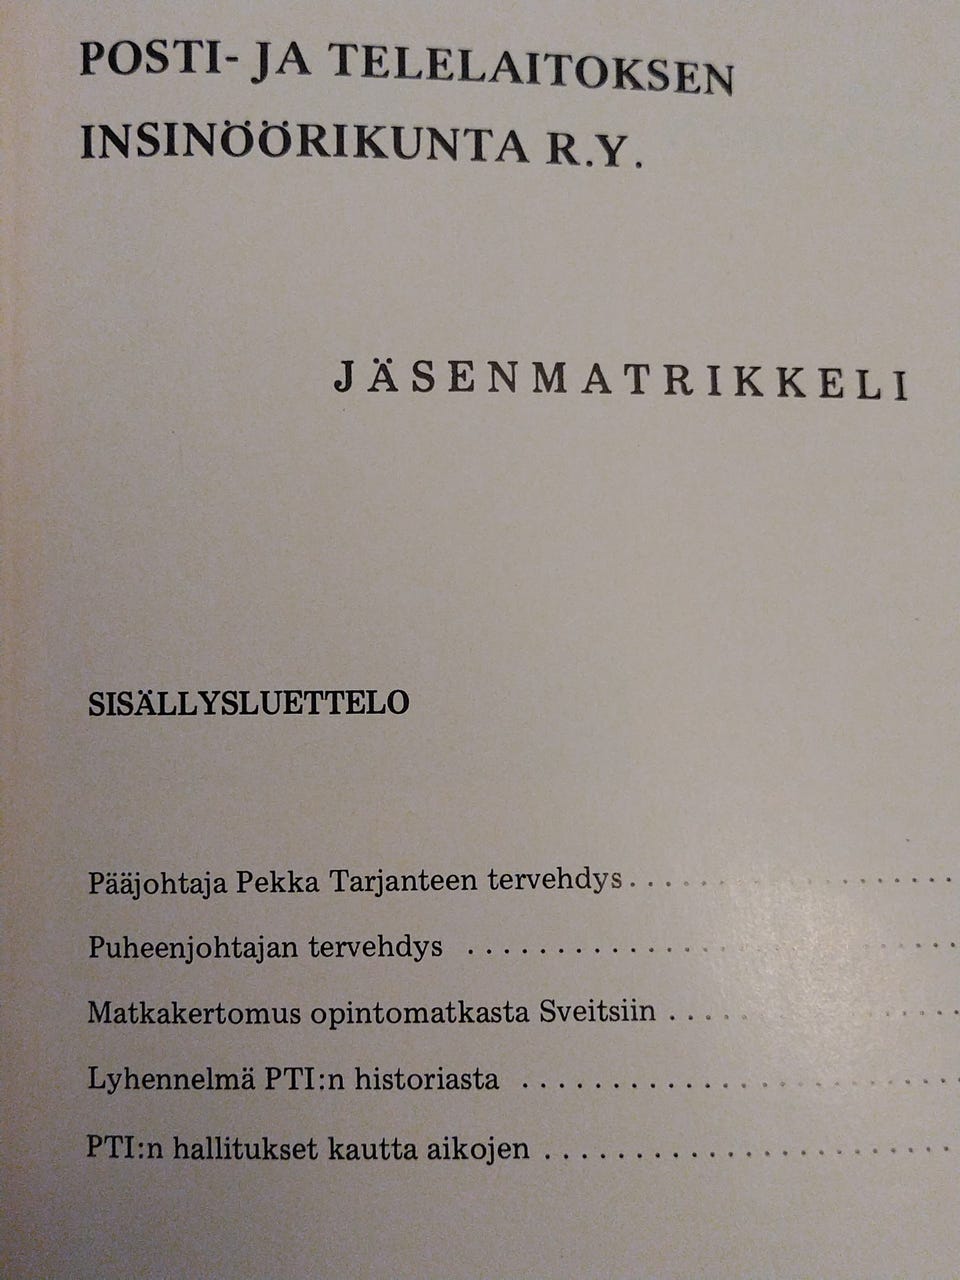 POSTI- JA TELELAITOKSEN
INSINÖÖRIKUNTA R.Y.
JÄSENMATRIKKELI
SISÄLLYSLUETTELO
Pääjohtaja Pekka Tarjanteen tervehdys
Puheenjohtajan tervehdys
Matkakertomus opintomatkasta Sveitsiin
Lyhennelmä PTI:n historiasta
PTI:n hallitukset kautta aikojen